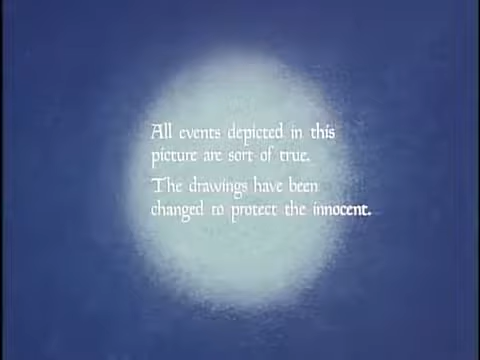 All events depicted in this
picture are sort of true.
The drawings have been
changed to protect the innocent.